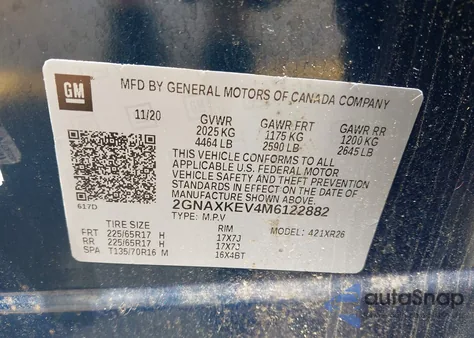 GM
MFD BY GENERAL MOTORS OF CANADA COMPANY
11/20 GVWR GAWR FRT GAWR RR
2025 KG 1175 KG 1200 KG
4464 LB 2590 LB 2645 LB
THIS VEHICLE CONFORMS TO ALL APPLICABLE
U.S. FEDERAL MOTOR
VEHICLE SAFETY AND THEFT PREVENTION
STANDARDS IN EFFECT ON THE DATE OF
MANUFACTURE SHOWN ABOVE.
617D
2GNAXKEV4M6122882
TYPE: M.P.V MODEL: 421XR26
TIRE SIZE RIM
FRT 225/65R17 H 17X7J
RR 225/65R17 H 17X7J
SPA T135/70R16 M 16X4BT
autoSnap